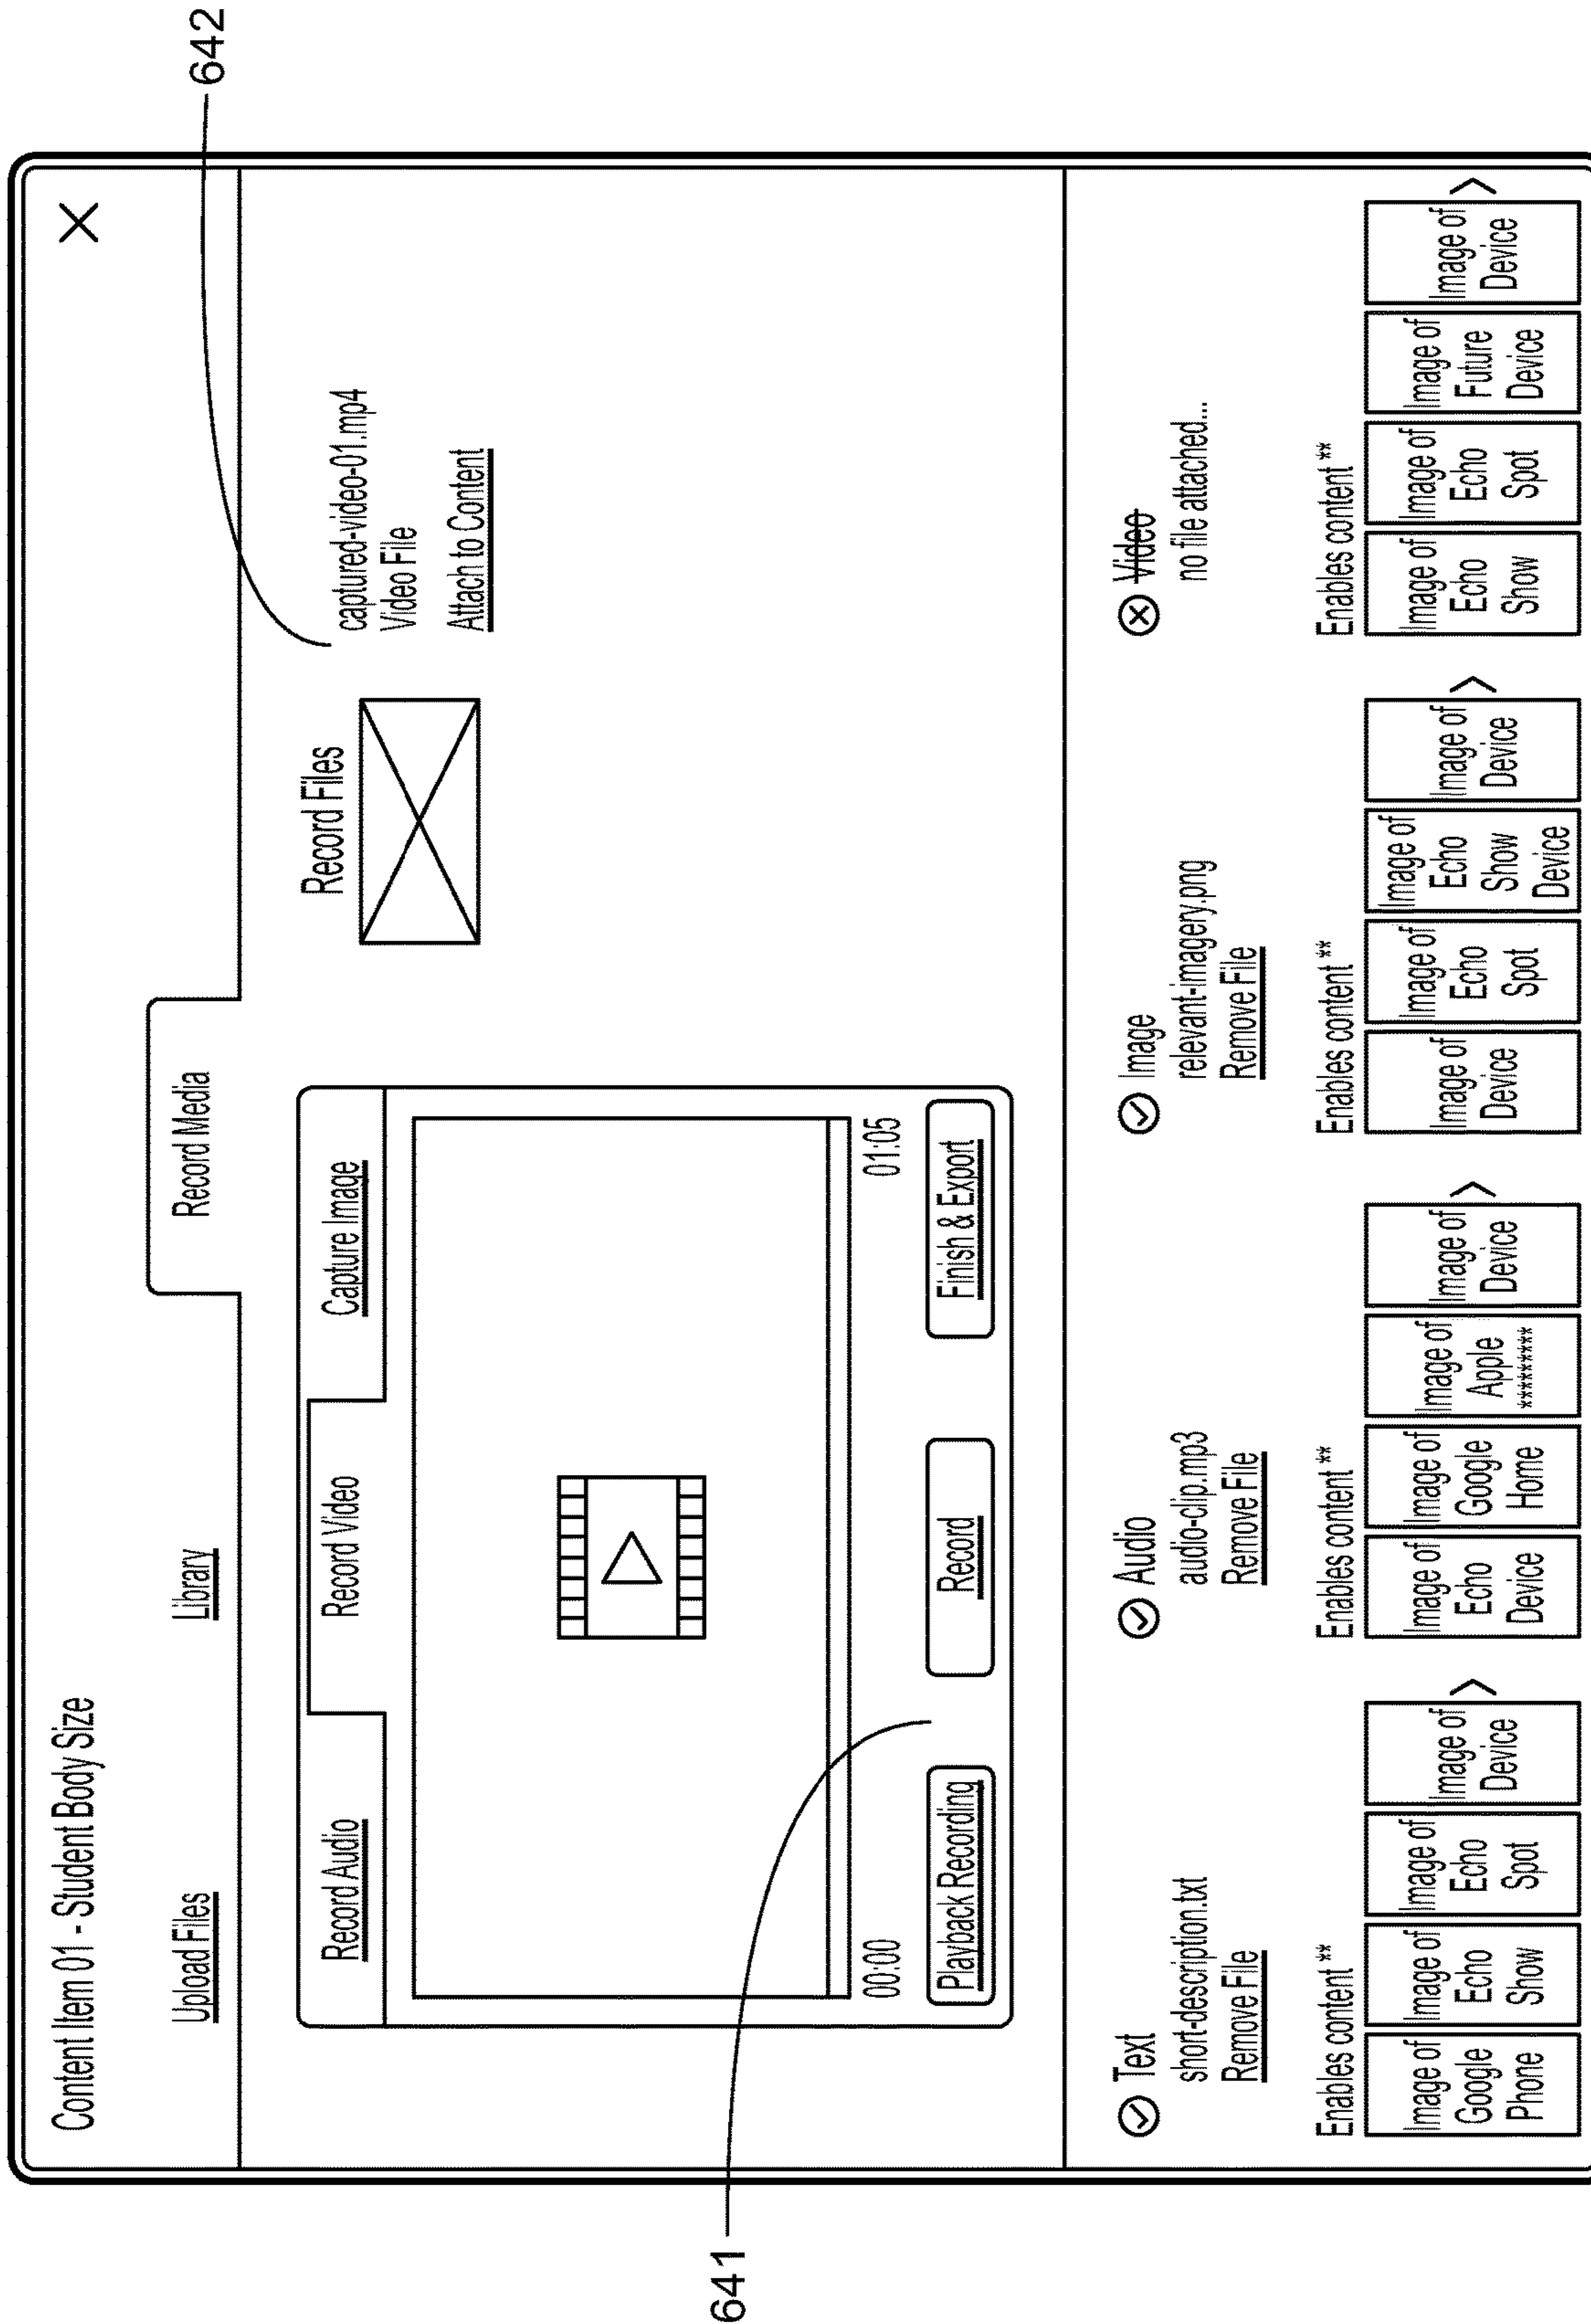 642
Content Item 01 - Student Body Size
X
Upload Files
Library
Record Media
Record Audio
Record Video
Capture Image
00:00
01:05
Playback Recording
Record
Finish & Export
641
Record Files
captured-video-01.mp4
Video File
Attach to Content
Text
short-description.txt
Remove File
Enables content **
Image of
Google
Phone
Image of
Echo
Show
Image of
Echo
Spot
Image of
Device
Audio
audio-clip.mp3
Remove File
Enables content **
Image of
Echo
Device
Image of
Google
Home
Image of
Apple
*********
Image of
Device
Image
relevant-imagery.png
Remove File
Enables content **
Image of
Device
Image of
Echo
Spot
Image of
Echo
Show
Device
Image of
Device
Video
no file attached...
Enables content **
Image of
Echo
Show
Image of
Echo
Spot
Image of
Future
Device
Image of
Device